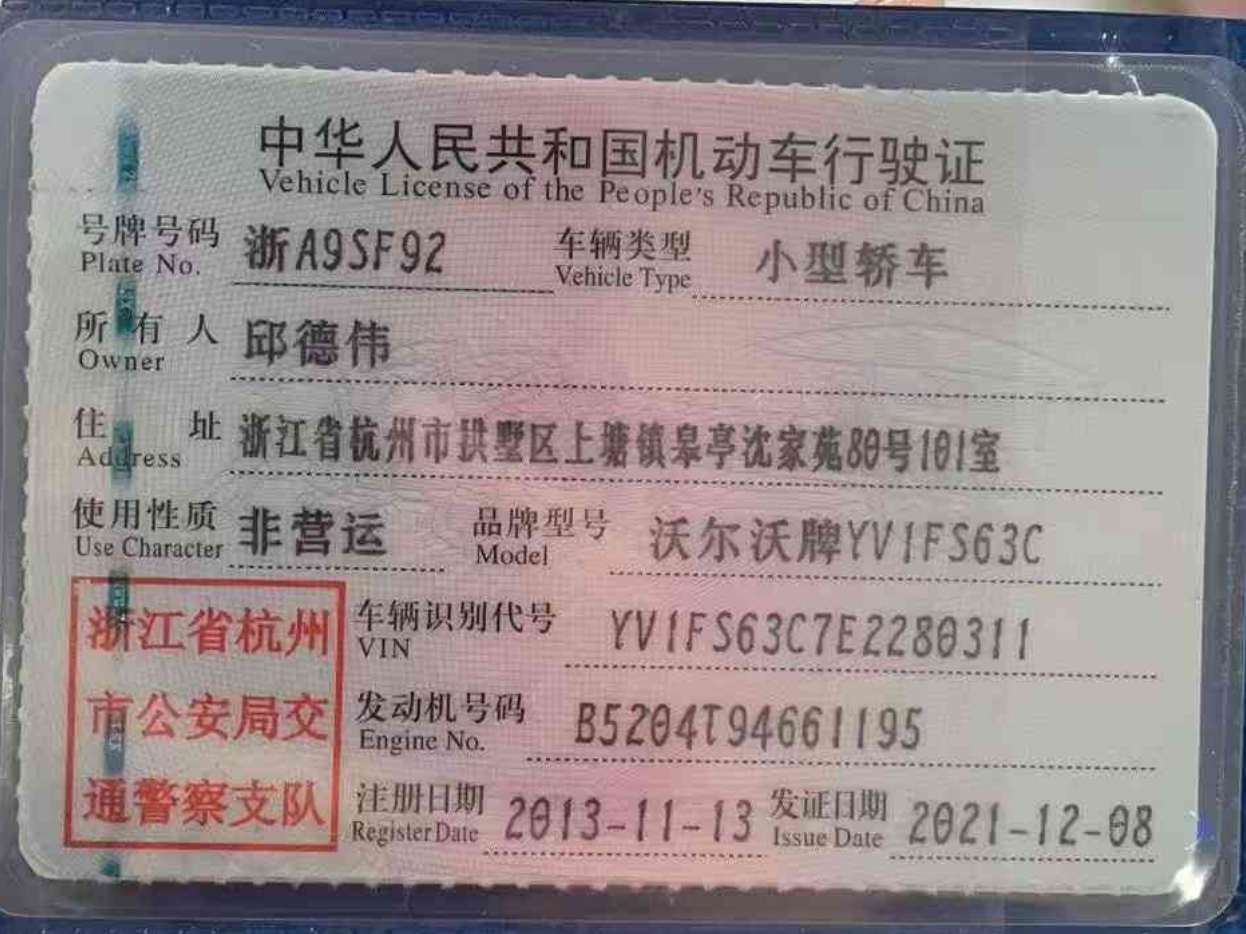 中华人民共和国机动车行驶证
Vehicle License of the People's Republic of China
号牌号码 浙A9SF92 车辆类型 小型轿车
Plate No. Vehicle Type
所有人 邱德伟
Owner
住址 浙江省杭州市拱墅区上塘镇皋亭沈家苑80号101室
Address
使用性质 非营运 品牌型号 沃尔沃牌YV1FS63C
Use Character Model
浙江省杭州
市公安局交
通警察支队
车辆识别代号 YV1FS63C7E2280311
VIN
发动机号码 B5204T94661195
Engine No.
注册日期 2013-11-13 发证日期 2021-12-08
Register Date Issue Date